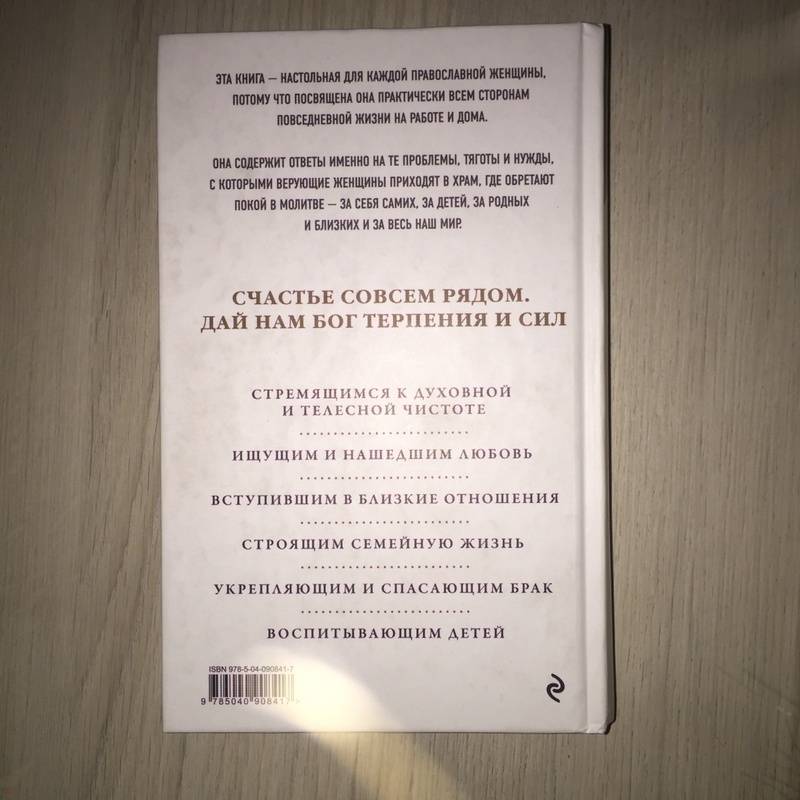 ЭТА КНИГА — НАСТОЛЬНАЯ ДЛЯ КАЖДОЙ ПРАВОСЛАВНОЙ ЖЕНЩИНЫ,
ПОТОМУ ЧТО ПОСВЯЩЕНА ОНА ПРАКТИЧЕСКИ ВСЕМ СТОРОНАМ
ПОВСЕДНЕВНОЙ ЖИЗНИ НА РАБОТЕ И ДОМА.
ОНА СОДЕРЖИТ ОТВЕТЫ ИМЕННО НА ТЕ ПРОБЛЕМЫ, ТЯГОТЫ И НУЖДЫ,
С КОТОРЫМИ ВЕРУЮЩИЕ ЖЕНЩИНЫ ПРИХОДЯТ В ХРАМ, ГДЕ ОБРЕТАЮТ
ПОКОЙ В МОЛИТВЕ — ЗА СЕБЯ САМИХ, ЗА ДЕТЕЙ, ЗА РОДНЫХ
И БЛИЗКИХ И ЗА ВЕСЬ НАШ МИР.
СЧАСТЬЕ СОВСЕМ РЯДОМ.
ДАЙ НАМ БОГ ТЕРПЕНИЯ И СИЛ
СТРЕМЯЩИМСЯ К ДУХОВНОЙ
И ТЕЛЕСНОЙ ЧИСТОТЕ
ИЩУЩИМ И НАШЕДШИМ ЛЮБОВЬ
ВСТУПИВШИМ В БЛИЗКИЕ ОТНОШЕНИЯ
СТРОЯЩИМ СЕМЕЙНУЮ ЖИЗНЬ
УКРЕПЛЯЮЩИМ И СПАСАЮЩИМ БРАК
ВОСПИТЫВАЮЩИМ ДЕТЕЙ
ISBN 978-5-04-090841-7
9 785040 908417 >